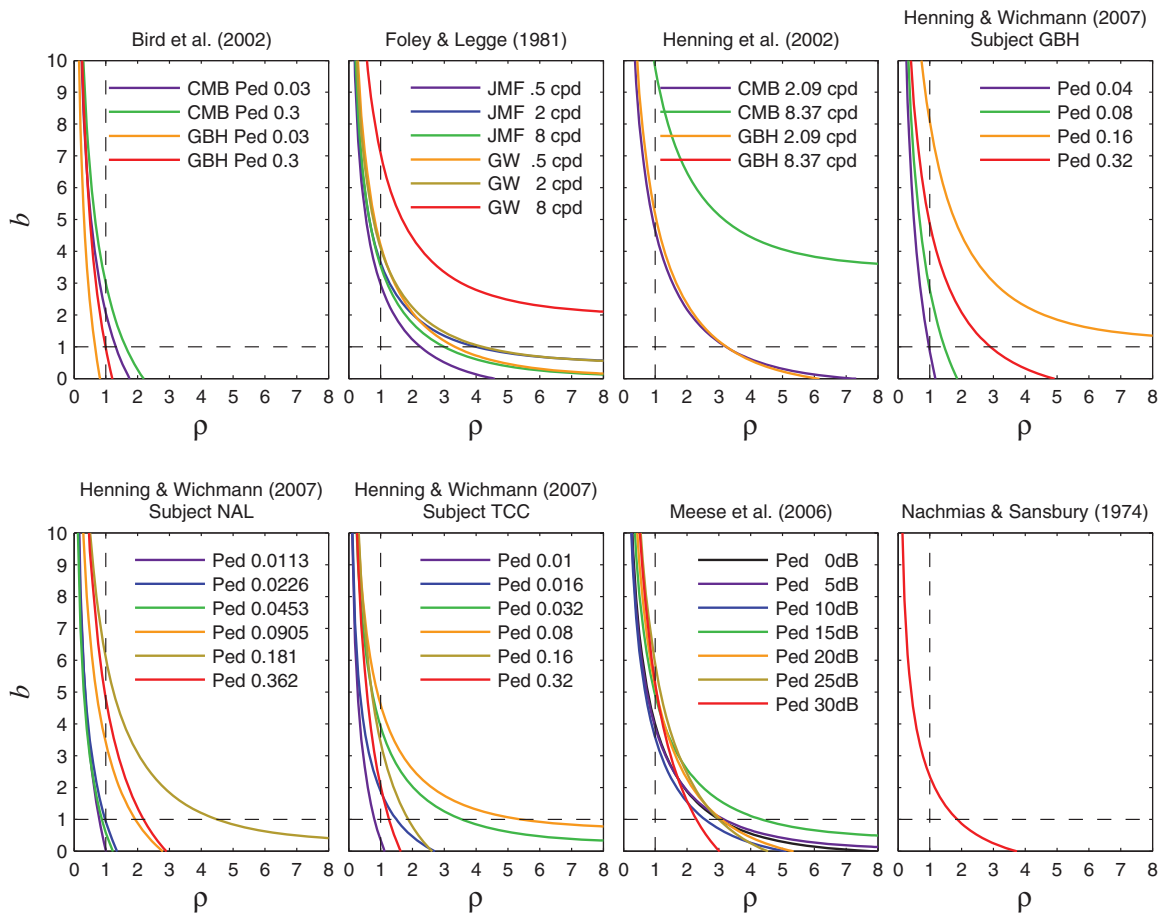 Bird et al. (2002)
CMB Ped 0.03
CMB Ped 0.3
GBH Ped 0.03
GBH Ped 0.3
10
9
8
7
6
5
4
3
2
1
0
b
0 1 2 3 4 5 6 7 8
ρ
Foley & Legge (1981)
JMF .5 cpd
JMF 2 cpd
JMF 8 cpd
GW .5 cpd
GW 2 cpd
GW 8 cpd
0 1 2 3 4 5 6 7 8
ρ
Henning et al. (2002)
CMB 2.09 cpd
CMB 8.37 cpd
GBH 2.09 cpd
GBH 8.37 cpd
0 1 2 3 4 5 6 7 8
ρ
Henning & Wichmann (2007)
Subject GBH
Ped 0.04
Ped 0.08
Ped 0.16
Ped 0.32
0 1 2 3 4 5 6 7 8
ρ
Henning & Wichmann (2007)
Subject NAL
Ped 0.0113
Ped 0.0226
Ped 0.0453
Ped 0.0905
Ped 0.181
Ped 0.362
10
9
8
7
6
5
4
3
2
1
0
b
0 1 2 3 4 5 6 7 8
ρ
Henning & Wichmann (2007)
Subject TCC
Ped 0.01
Ped 0.016
Ped 0.032
Ped 0.08
Ped 0.16
Ped 0.32
0 1 2 3 4 5 6 7 8
ρ
Meese et al. (2006)
Ped 0dB
Ped 5dB
Ped 10dB
Ped 15dB
Ped 20dB
Ped 25dB
Ped 30dB
0 1 2 3 4 5 6 7 8
ρ
Nachmias & Sansbury (1974)
0 1 2 3 4 5 6 7 8
ρ